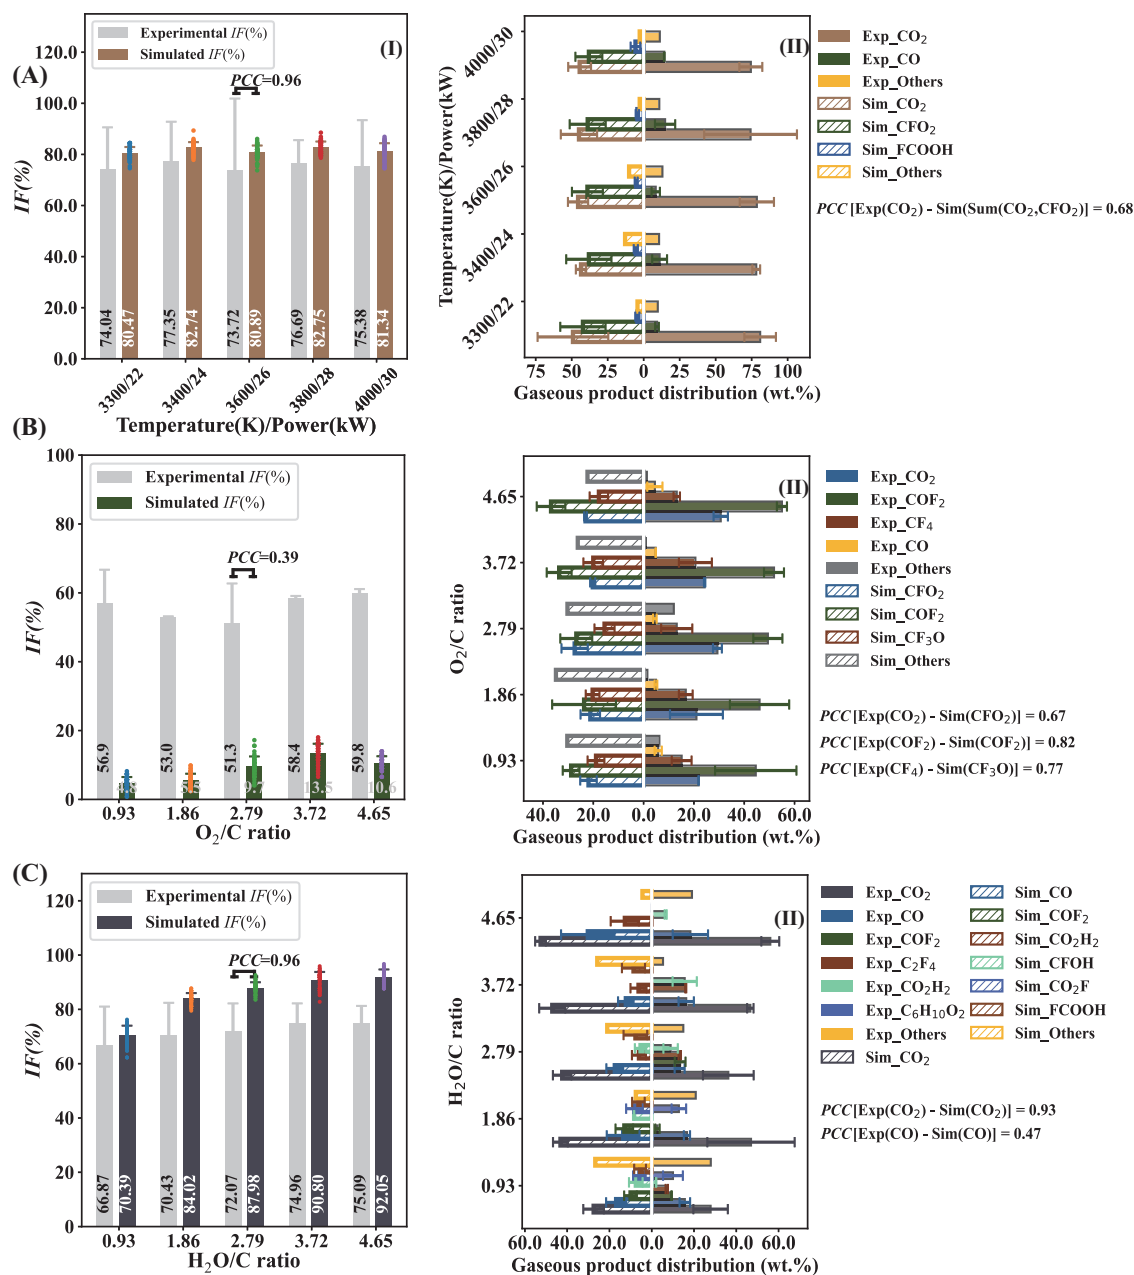 (A)
(I)
Experimental IF(%)
Simulated IF(%)
PCC=0.96
IF(%)
120.0
100.0
80.0
60.0
40.0
20.0
0.0
74.04
80.47
77.35
82.74
73.72
80.89
76.69
82.75
75.38
81.34
3300/22
3400/24
3600/26
3800/28
4000/30
Temperature(K)/Power(kW)
(II)
Temperature(K)/Power(kW)
4000/30
3800/28
3600/26
3400/24
3300/22
75 50 25 0 25 50 75 100
Gaseous product distribution (wt.%)
Exp_CO₂
Exp_CO
Exp_Others
Sim_CO₂
Sim_CFO₂
Sim_FCOOH
Sim_Others
PCC [Exp(CO₂) - Sim(Sum(CO₂,CFO₂)] = 0.68
(B)
Experimental IF(%)
Simulated IF(%)
PCC=0.39
IF(%)
100
80
60
40
20
0
56.9
53.0
51.3
9.7
58.4
13.5
59.8
10.6
0.93 1.86 2.79 3.72 4.65
O₂/C ratio
(II)
O₂/C ratio
4.65
3.72
2.79
1.86
0.93
40.0 20.0 0.0 20.0 40.0 60.0
Gaseous product distribution (wt.%)
Exp_CO₂
Exp_COF₂
Exp_CF₄
Exp_CO
Exp_Others
Sim_CFO₂
Sim_COF₂
Sim_CF₃O
Sim_Others
PCC [Exp(CO₂) - Sim(CFO₂)] = 0.67
PCC [Exp(COF₂) - Sim(COF₂)] = 0.82
PCC [Exp(CF₄) - Sim(CF₃O)] = 0.77
(C)
Experimental IF(%)
Simulated IF(%)
PCC=0.96
IF(%)
120
100
80
60
40
20
0
66.87
70.39
70.43
84.02
72.07
87.98
74.96
90.80
75.09
92.05
0.93 1.86 2.79 3.72 4.65
H₂O/C ratio
(II)
H₂O/C ratio
4.65
3.72
2.79
1.86
0.93
60.0 40.0 20.0 0.0 20.0 40.0 60.0
Gaseous product distribution (wt.%)
Exp_CO₂
Exp_CO
Exp_COF₂
Exp_C₂F₄
Exp_CO₂H₂
Exp_C₆H₁₀O₂
Exp_Others
Sim_CO₂
Sim_CO
Sim_COF₂
Sim_CO₂H₂
Sim_CFOH
Sim_CO₂F
Sim_FCOOH
Sim_Others
PCC [Exp(CO₂) - Sim(CO₂)] = 0.93
PCC [Exp(CO) - Sim(CO)] = 0.47